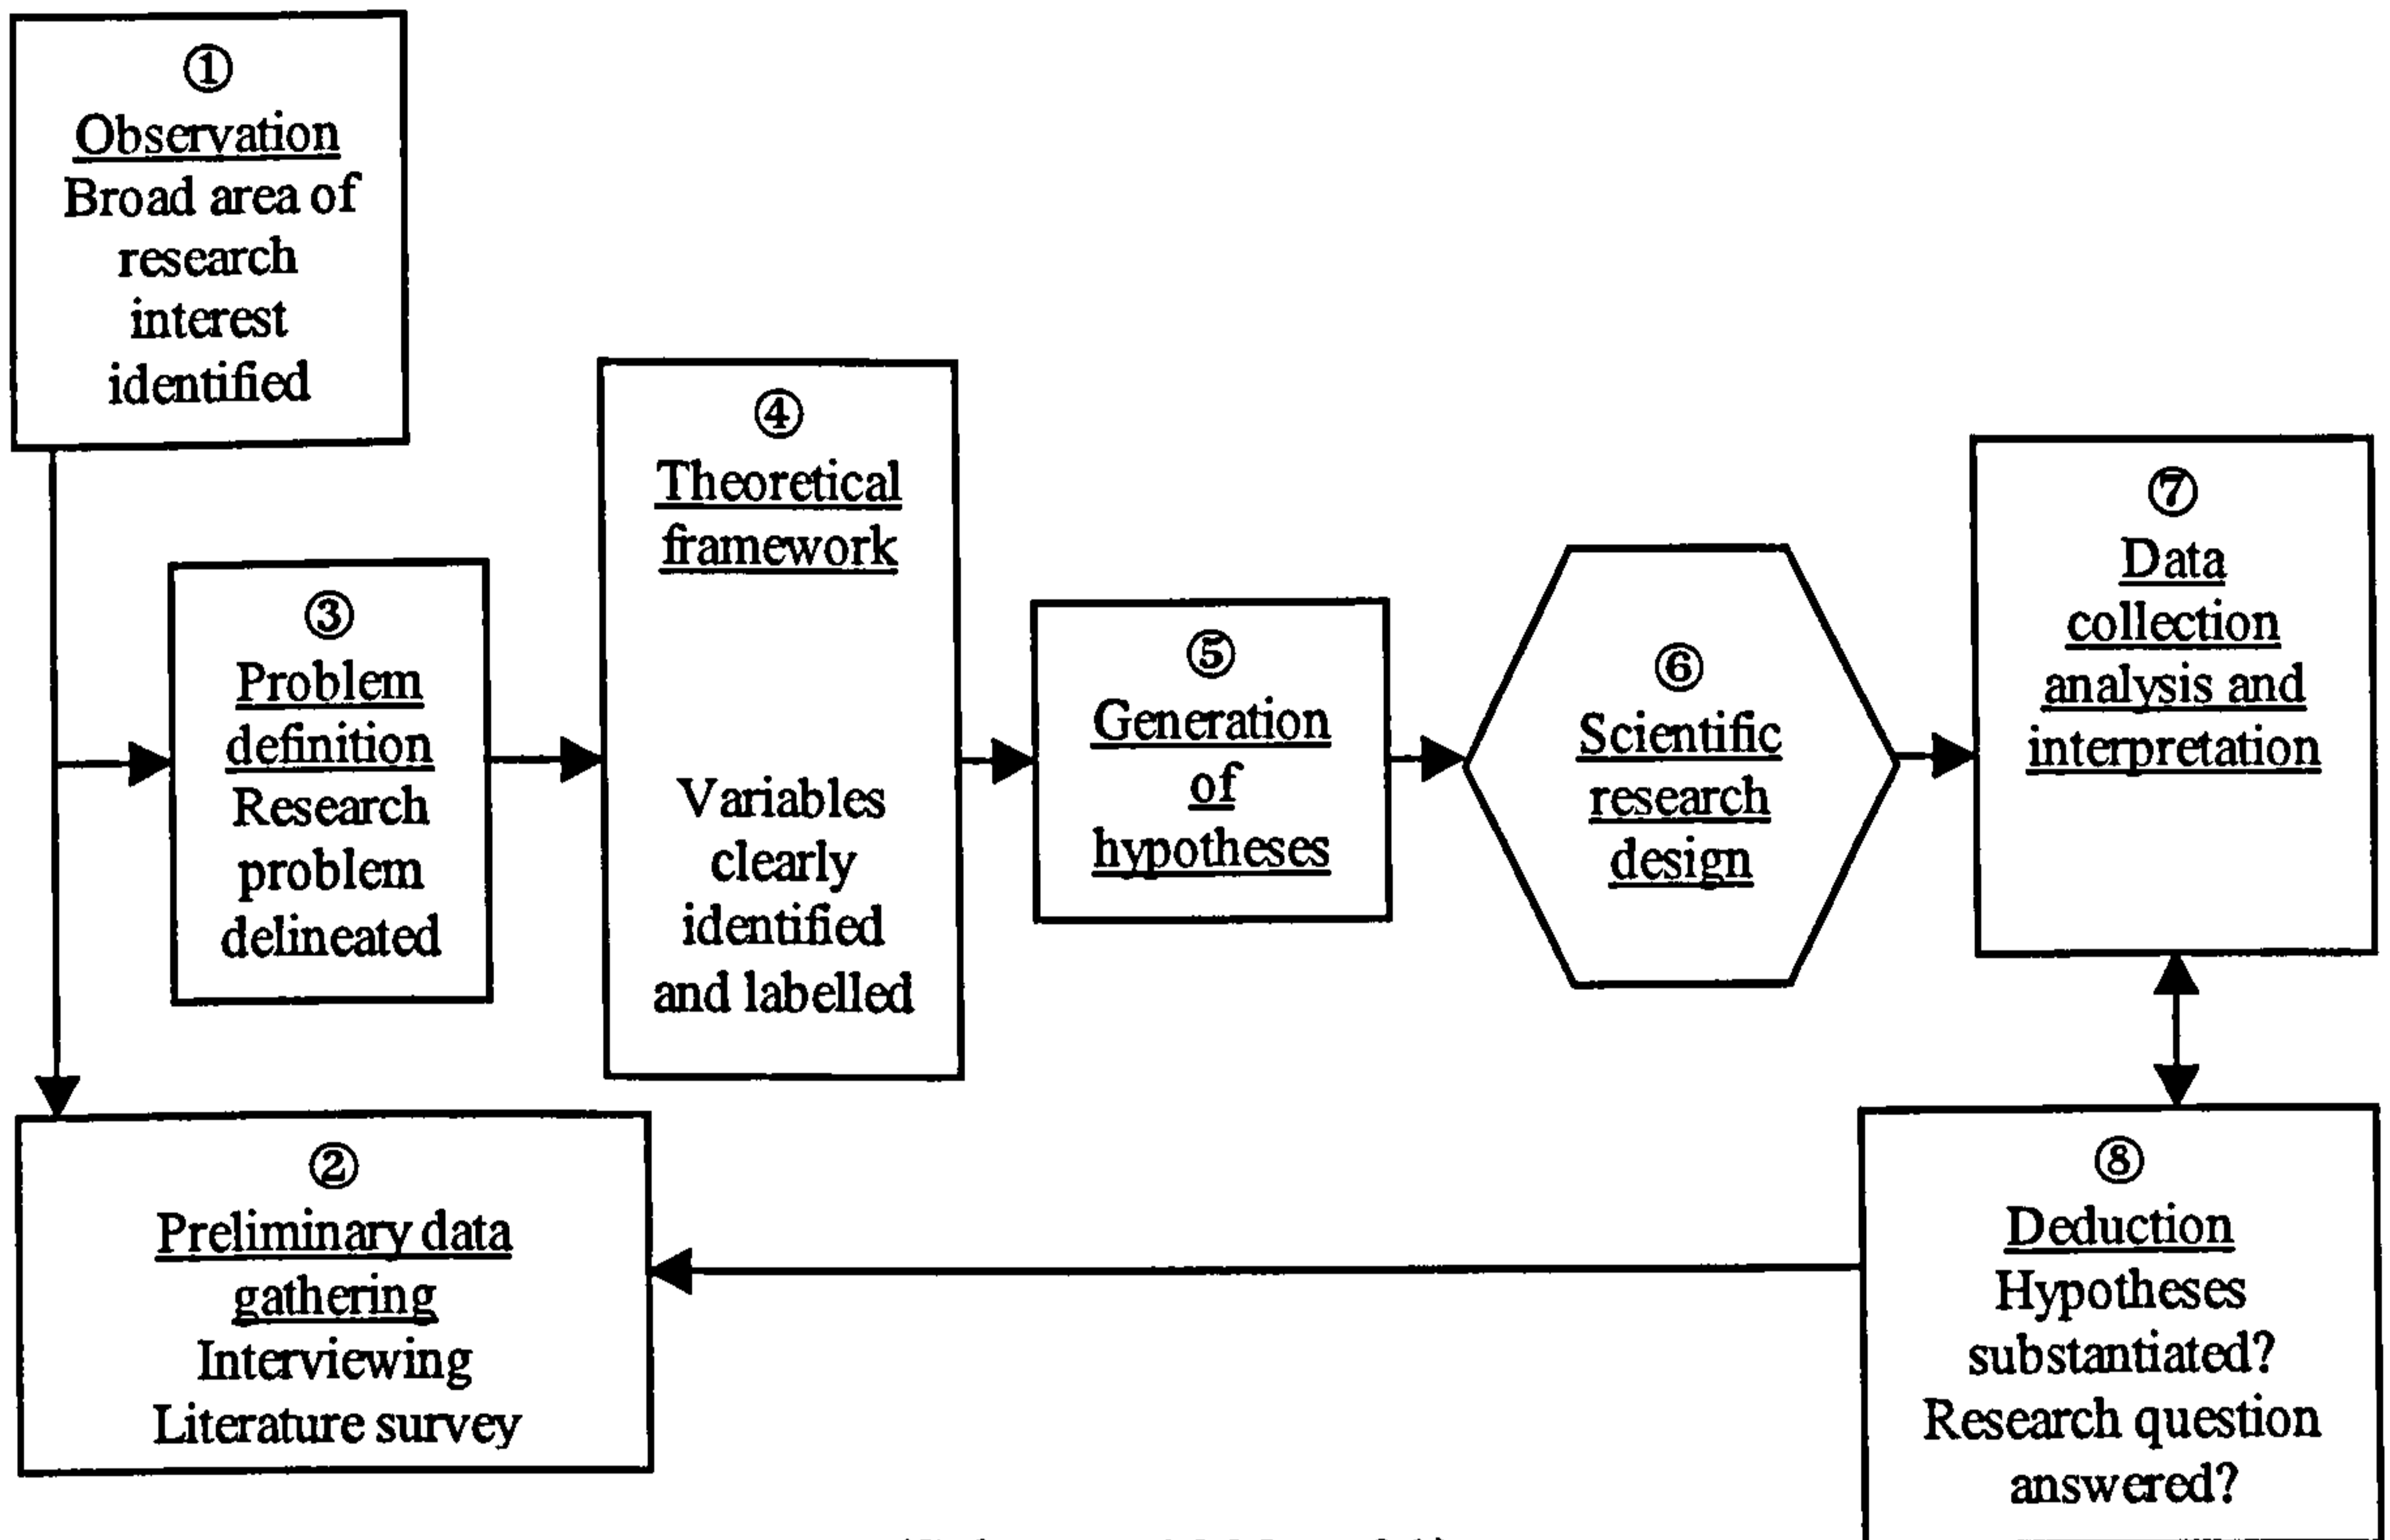 ①
Observation
Broad area of
research
interest
identified
②
Preliminary data
gathering
Interviewing
Literature survey
③
Problem
definition
Research
problem
delineated
④
Theoretical
framework
Variables
clearly
identified
and labelled
⑤
Generation
of
hypotheses
⑥
Scientific
research
design
⑦
Data
collection
analysis and
interpretation
⑧
Deduction
Hypotheses
substantiated?
Research question
answered?